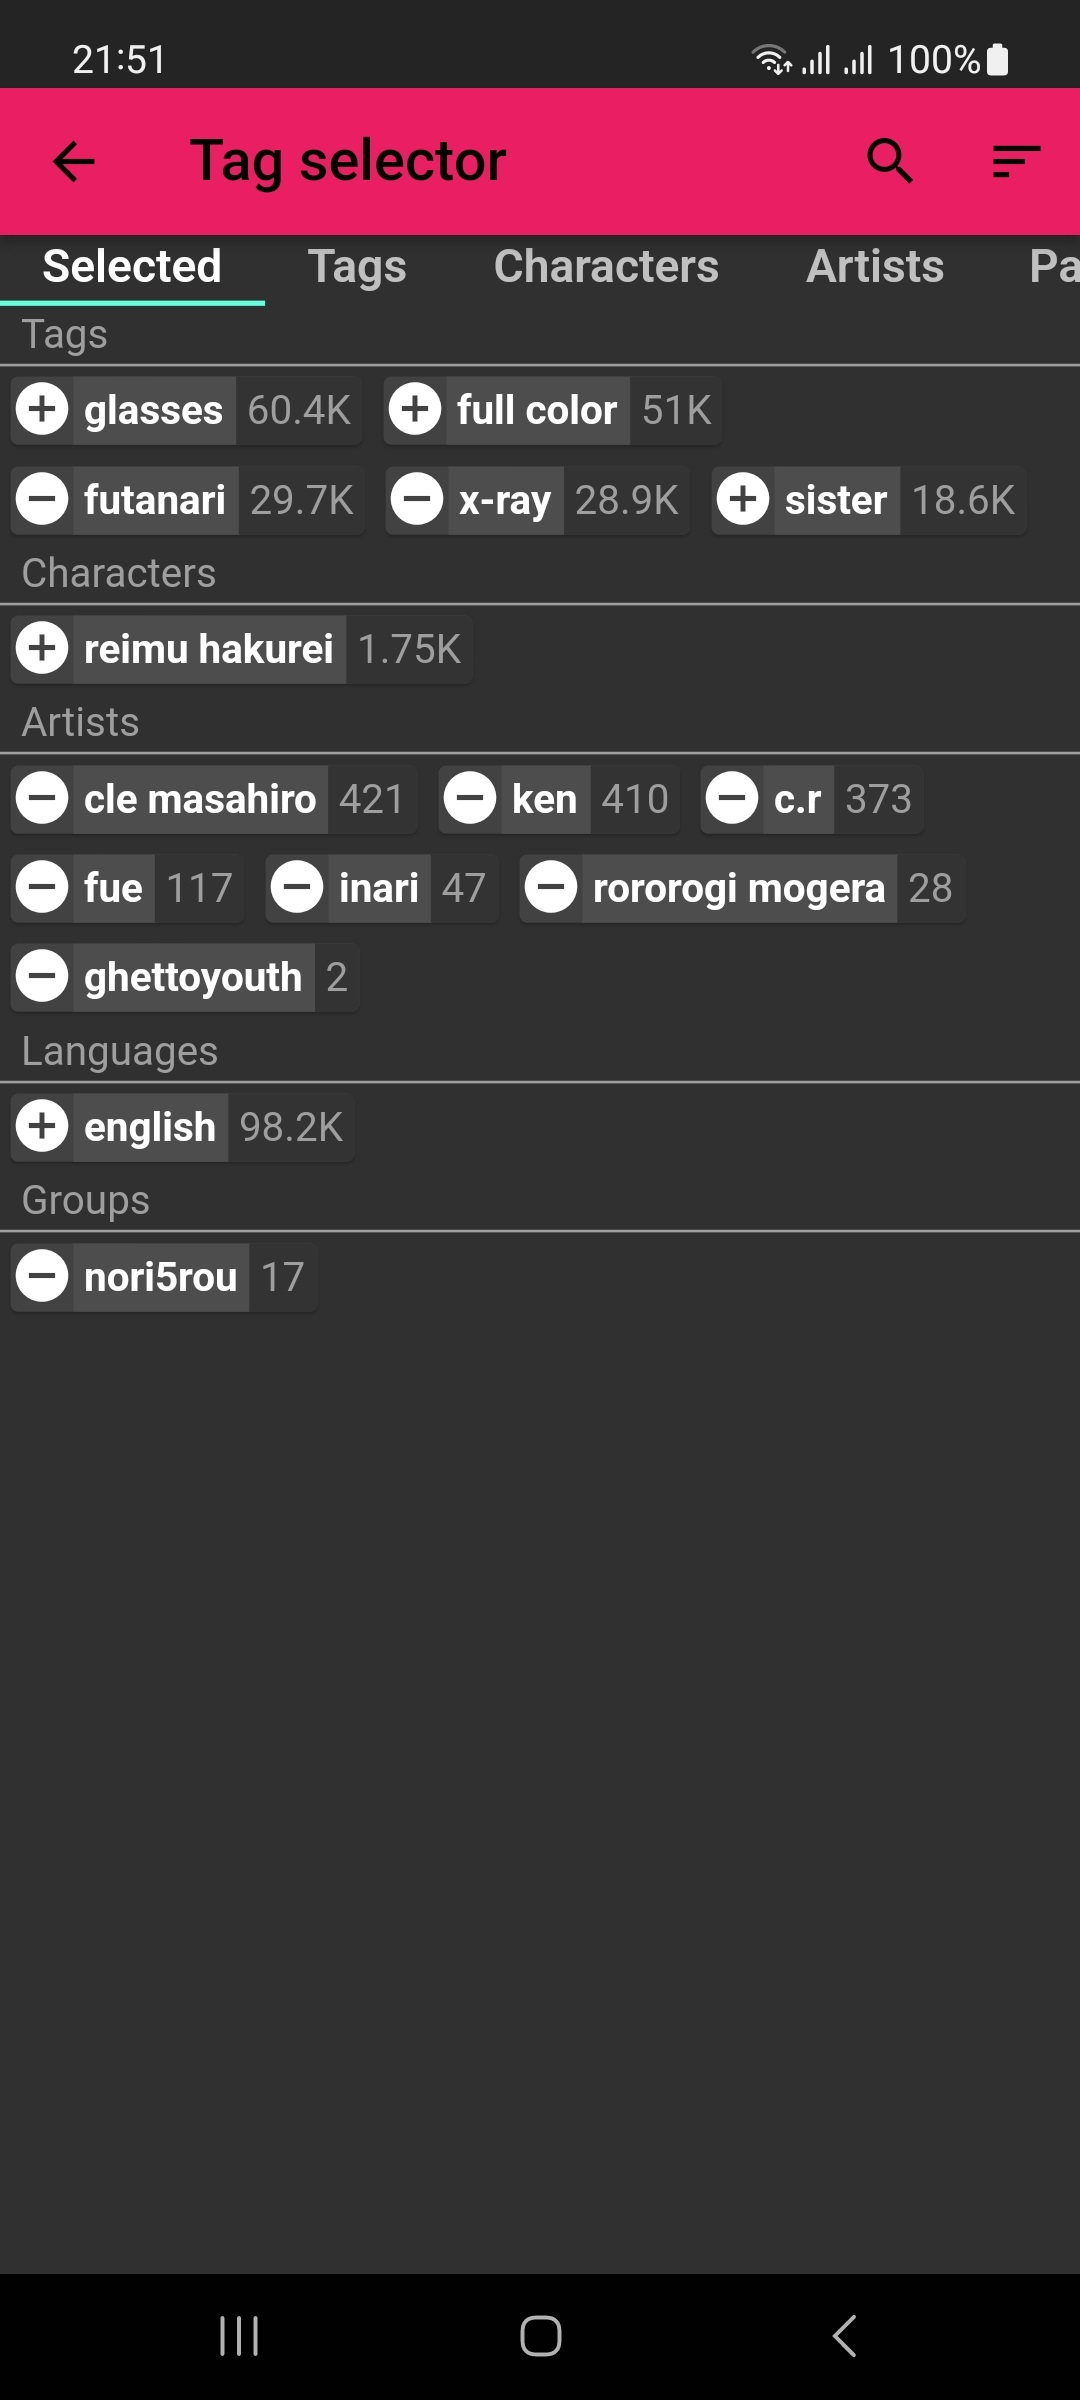 21:51 100%
Tag selector
Selected Tags Characters Artists Pa
Tags
glasses 60.4K full color 51K
futanari 29.7K x-ray 28.9K sister 18.6K
Characters
reimu hakurei 1.75K
Artists
cle masahiro 421 ken 410 c.r 373
fue 117 inari 47 rororogi mogera 28
ghettoyouth 2
Languages
english 98.2K
Groups
nori5rou 17